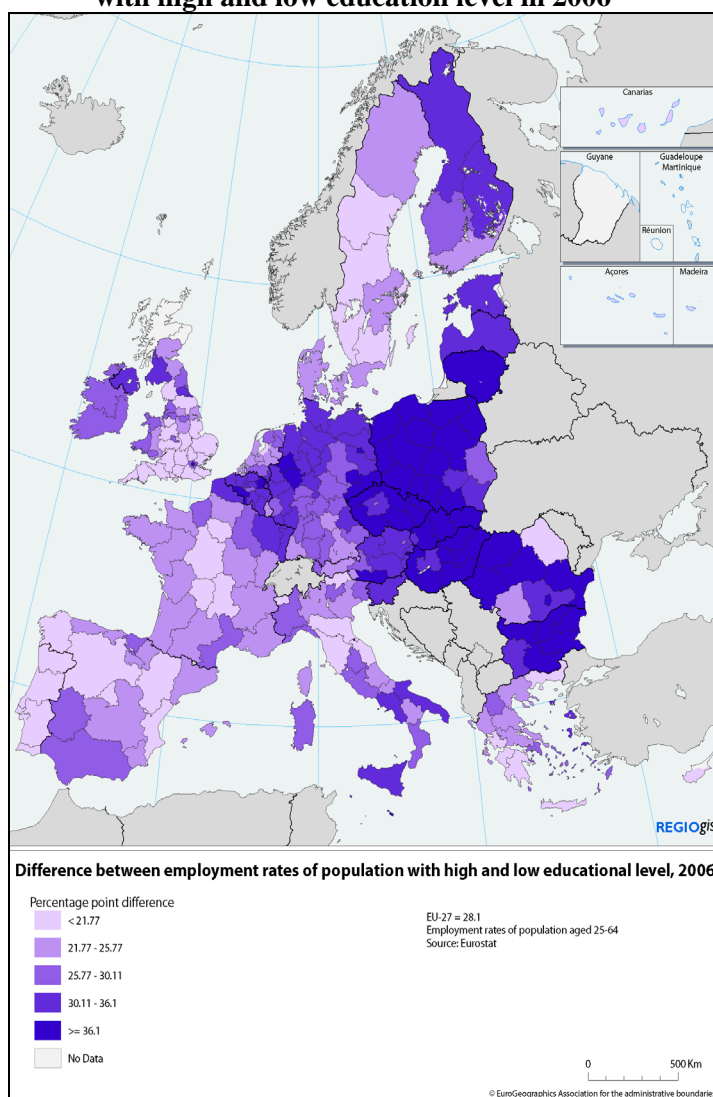 with high and low education level in 2006
Canarias
Guyane
Guadeloupe
Martinique
Réunion
Açores
Madeira
REGIOgis
Difference between employment rates of population with high and low educational level, 2006
Percentage point difference
< 21.77
21.77 - 25.77
25.77 - 30.11
30.11 - 36.1
>= 36.1
No Data
EU-27 = 28.1
Employment rates of population aged 25-64
Source: Eurostat
0 500 Km
© EuroGeographics Association for the administrative boundaries